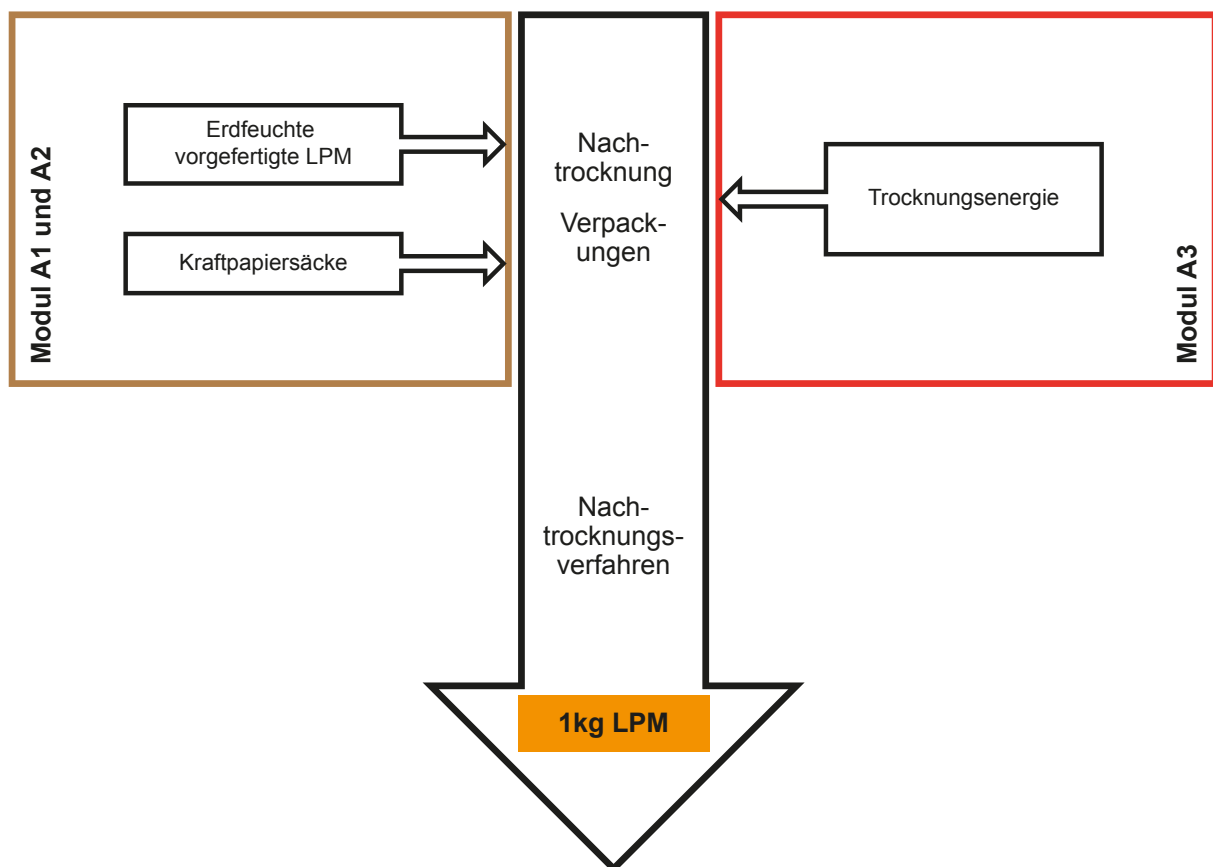 Modul A1 und A2
Erdfeuchte
vorgefertigte LPM
Kraftpapiersäcke
Nach-
trocknung
Verpack-
ungen
Nach-
trocknungs-
verfahren
1kg LPM
Trocknungsenergie
Modul A3